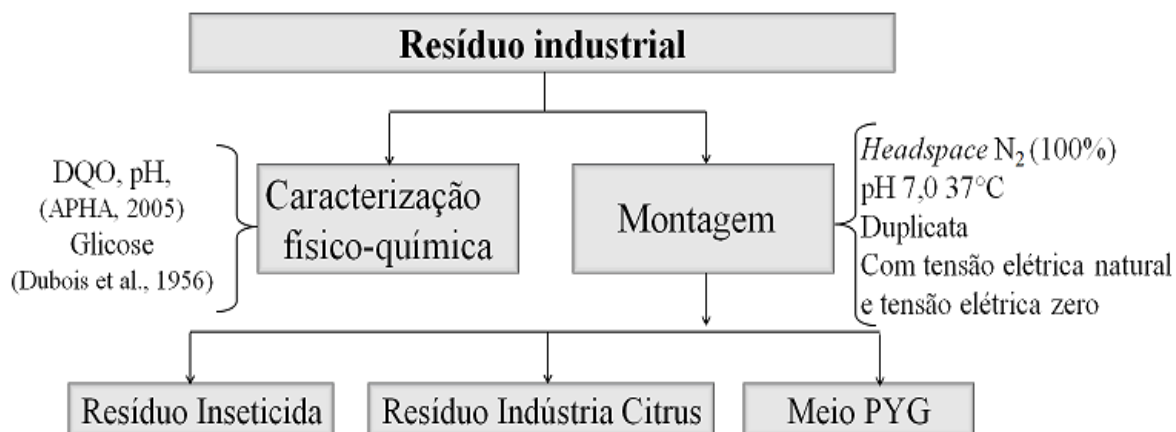 Resíduo industrial
DQO, pH,
(APHA, 2005)
Glicose
(Dubois et al., 1956)
Caracterização
físico-química
Montagem
Headspace N₂ (100%)
pH 7,0 37°C
Duplicata
Com tensão elétrica natural
e tensão elétrica zero
Resíduo Inseticida
Resíduo Indústria Citrus
Meio PYG